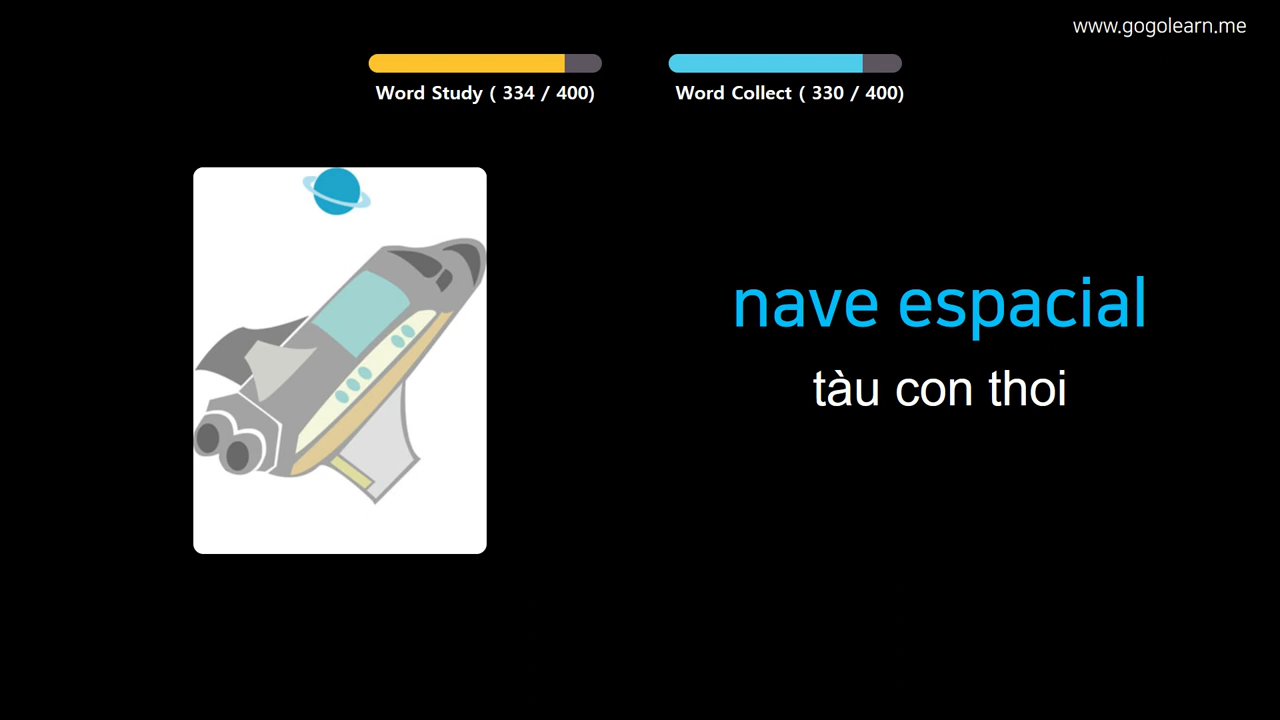 www.gogolearn.me
Word Study ( 334 / 400)
Word Collect ( 330 / 400)
nave espacial
tàu con thoi